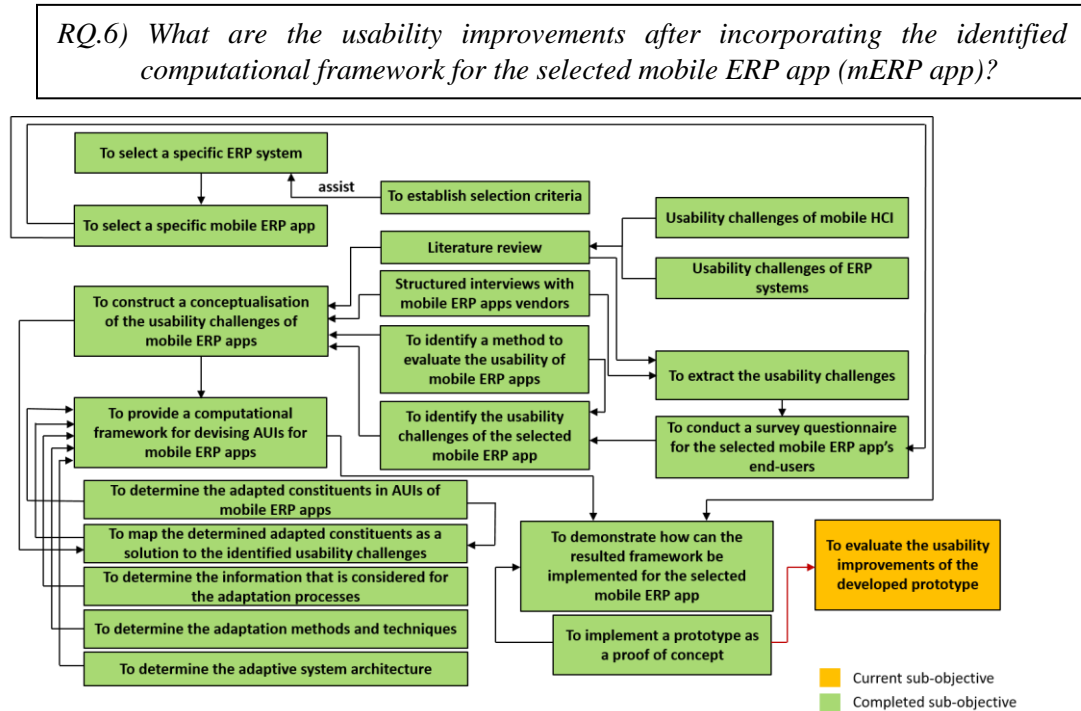 RQ.6) What are the usability improvements after incorporating the identified
computational framework for the selected mobile ERP app (mERP app)?
To select a specific ERP system
assist
To establish selection criteria
To select a specific mobile ERP app
Usability challenges of mobile HCI
Literature review
Usability challenges of ERP
systems
Structured interviews with
mobile ERP apps vendors
To construct a conceptualisation
of the usability challenges of
mobile ERP apps
To identify a method to
evaluate the usability of
mobile ERP apps
To extract the usability challenges
To provide a computational
framework for devising AUIs for
mobile ERP apps
To identify the usability
challenges of the selected
mobile ERP app
To conduct a survey questionnaire
for the selected mobile ERP app's
end-users
To determine the adapted constituents in AUIs of
mobile ERP apps
To map the determined adapted constituents as a
solution to the identified usability challenges
To determine the information that is considered for
the adaptation processes
To determine the adaptation methods and techniques
To determine the adaptive system architecture
To demonstrate how can the
resulted framework be
implemented for the selected
mobile ERP app
To implement a prototype as
a proof of concept
To evaluate the usability
improvements of the
developed prototype
Current sub-objective
Completed sub-objective